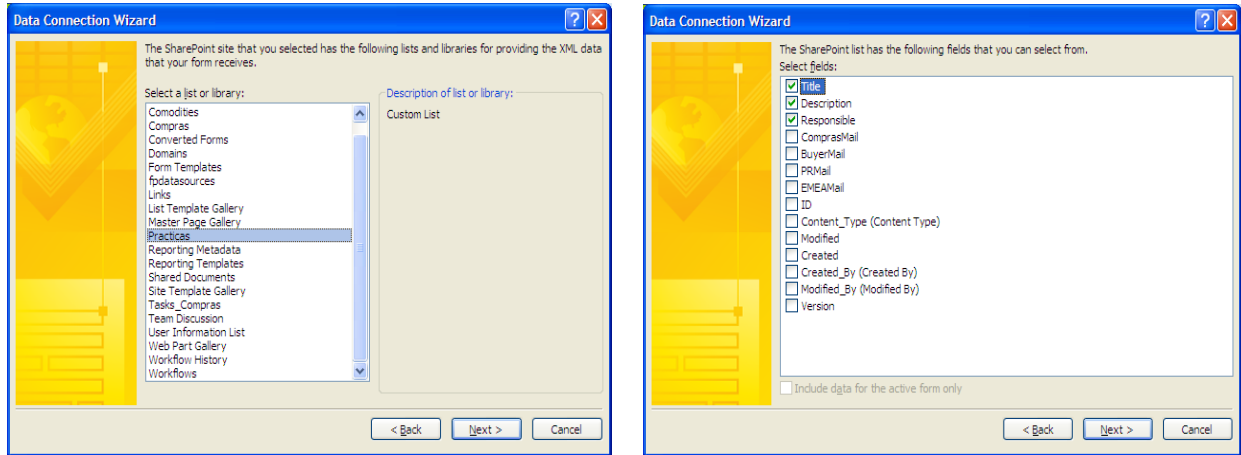 Data Connection Wizard
The SharePoint site that you selected has the following lists and libraries for providing the XML data
that your form receives.
Select a list or library:
Comodities
Compras
Converted Forms
Domains
Form Templates
fpdatasources
Links
List Template Gallery
Master Page Gallery
Practicas
Reporting Metadata
Reporting Templates
Shared Documents
Site Template Gallery
Tasks_Compras
Team Discussion
User Information List
Web Part Gallery
Workflow History
Workflows
Description of list or library:
Custom List
< Back
Next >
Cancel
Data Connection Wizard
The SharePoint list has the following fields that you can select from.
Select fields:
Title
Description
Responsible
ComprasMail
BuyerMail
PRMail
EMEAMail
ID
Content_Type (Content Type)
Modified
Created
Created_By (Created By)
Modified_By (Modified By)
Version
Include data for the active form only
< Back
Next >
Cancel